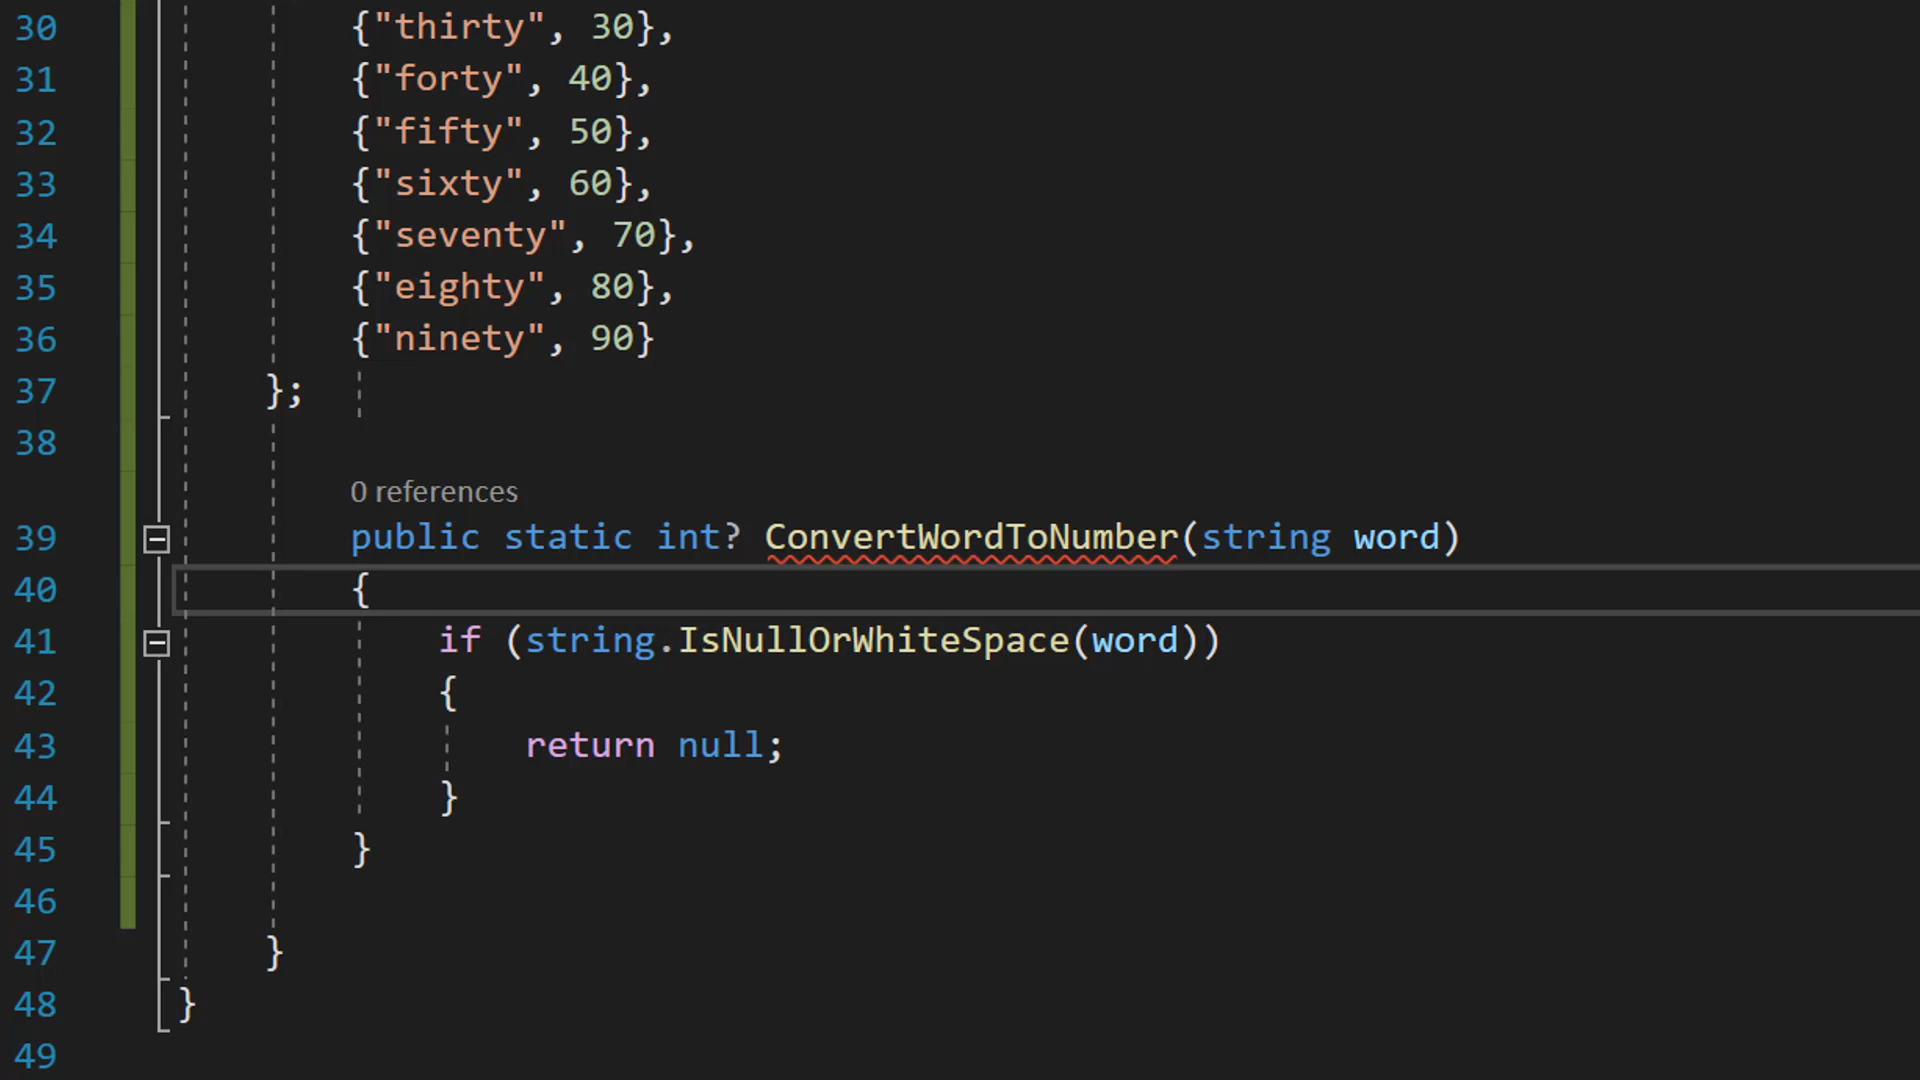 30 {"thirty", 30},
31 {"forty", 40},
32 {"fifty", 50},
33 {"sixty", 60},
34 {"seventy", 70},
35 {"eighty", 80},
36 {"ninety", 90}
37 };
38
0 references
39 public static int? ConvertWordToNumber(string word)
40 {
41 if (string.IsNullOrWhiteSpace(word))
42 {
43 return null;
44 }
45 }
46
47 }
48 }
49